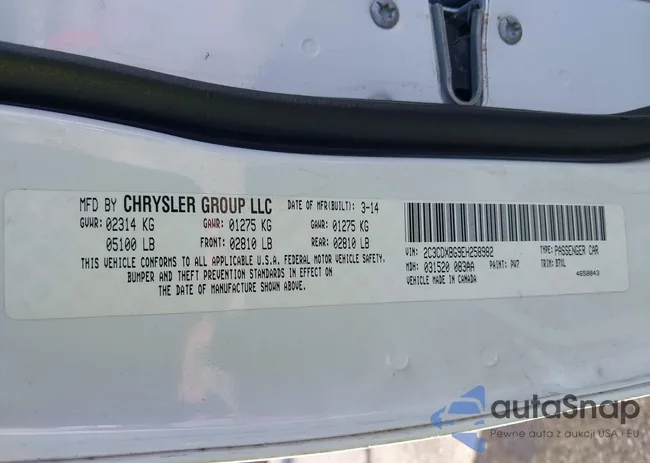 MFD BY CHRYSLER GROUP LLC DATE OF MFR(BUILT): 3-14
GVWR: 02314 KG GAWR: 01275 KG GAWR: 01275 KG
05100 LB FRONT: 02810 LB REAR: 02810 LB
THIS VEHICLE CONFORMS TO ALL APPLICABLE U.S.A. FEDERAL MOTOR VEHICLE SAFETY,
BUMPER AND THEFT PREVENTION STANDARDS IN EFFECT ON
THE DATE OF MANUFACTURE SHOWN ABOVE.
VIN: 2C3CDXBG9EH258982 TYPE: PASSENGER CAR
MDH: 031520 083AA PAINT: PW7 TRIM: BTXL
VEHICLE MADE IN CANADA 4658843
autoSnap
Pewne auta z aukcji USA i EU